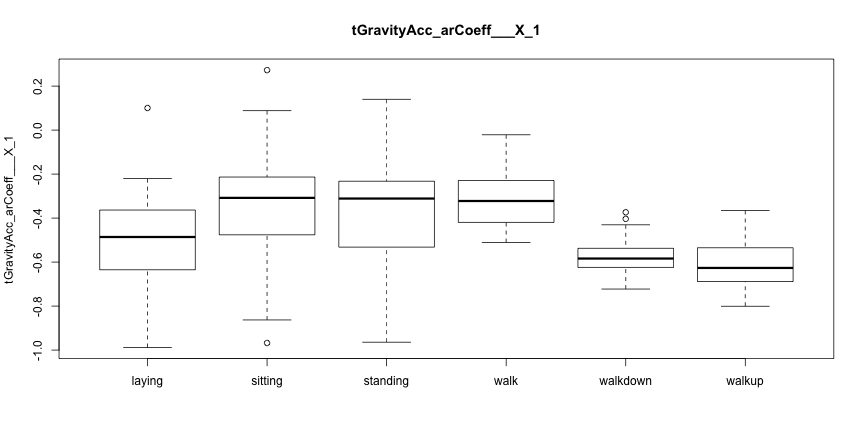 tGravityAcc_arCoeff___X_1
tGravityAcc_arCoeff___X_1
0.2
0.0
-0.2
-0.4
-0.6
-0.8
-1.0
laying sitting standing walk walkdown walkup